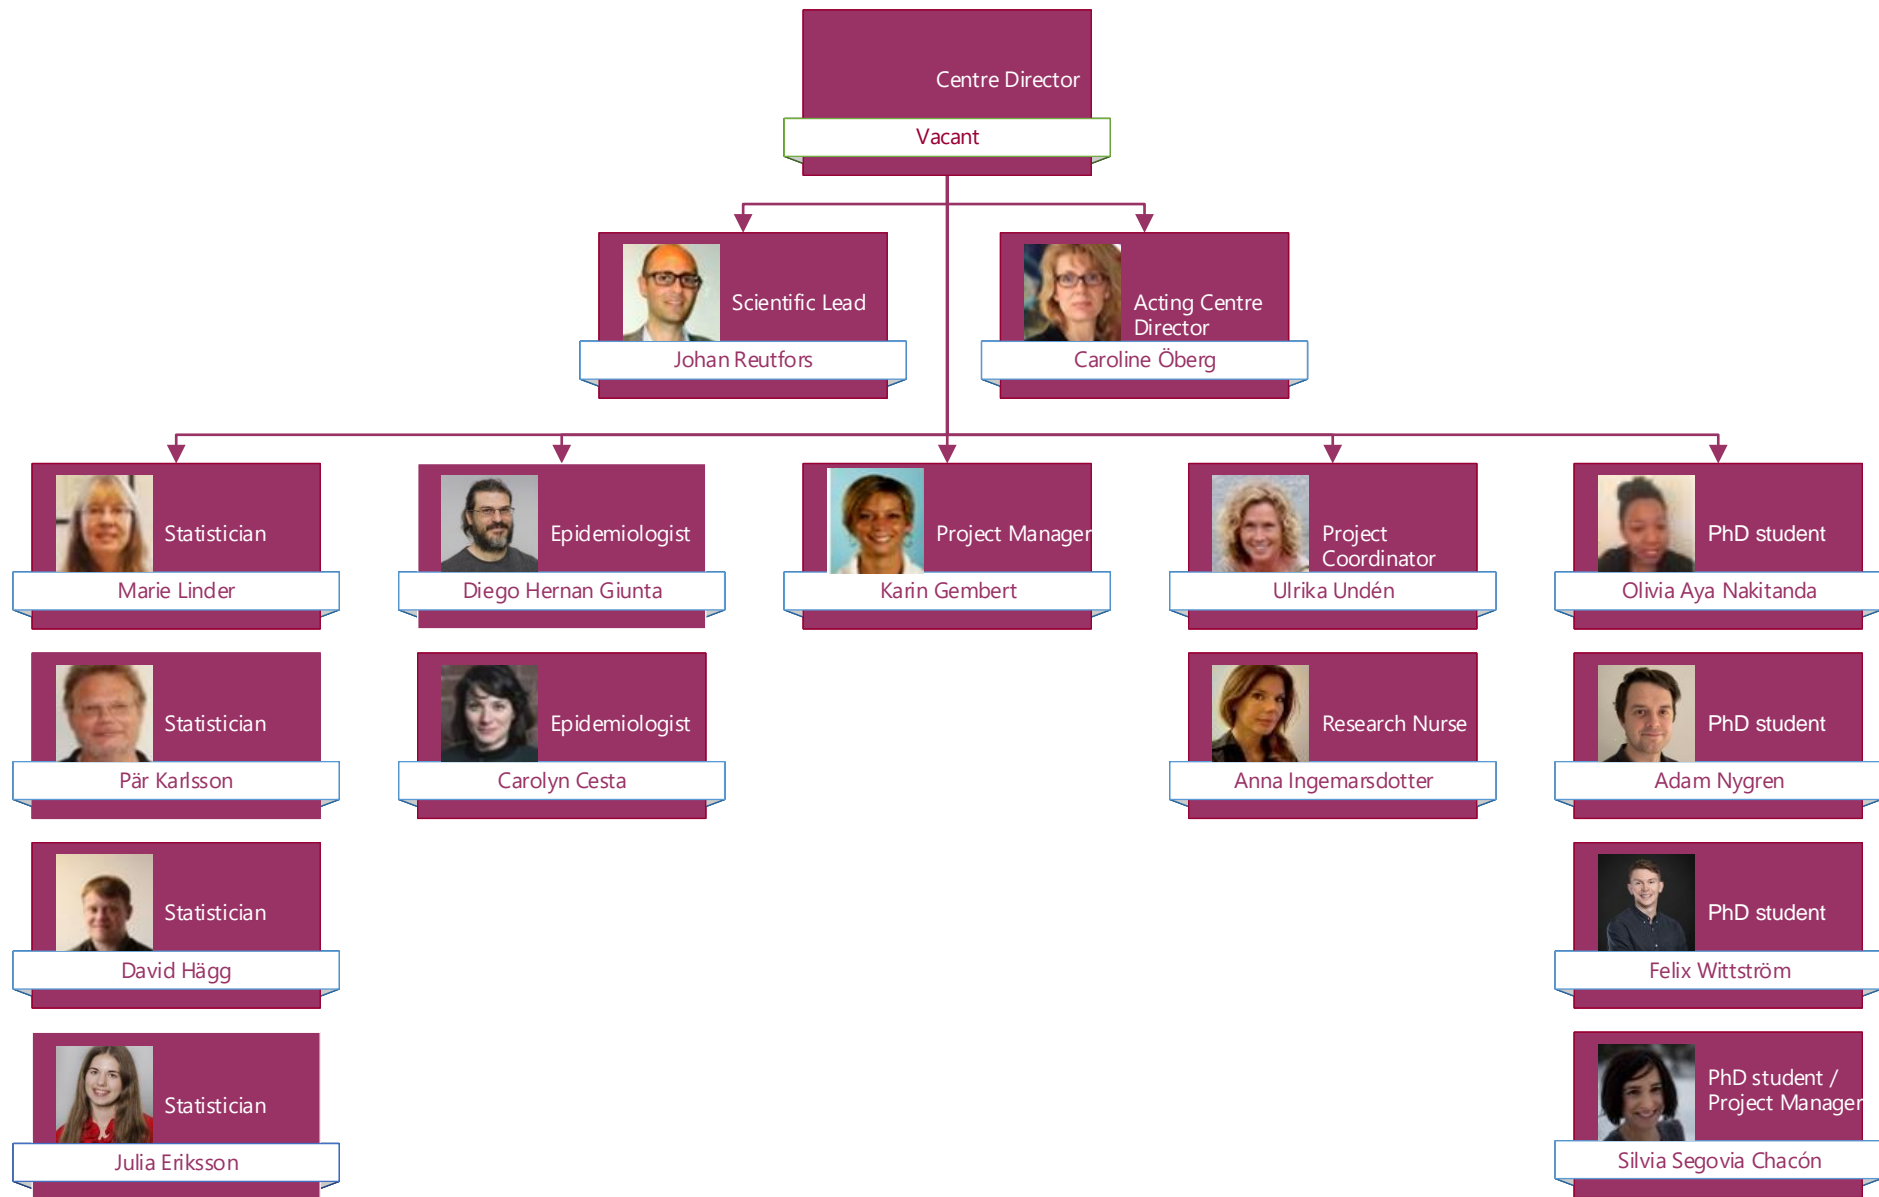 Centre Director
Vacant
Scientific Lead
Johan Reutfors
Acting Centre
Director
Caroline Öberg
Statistician
Marie Linder
Epidemiologist
Diego Hernan Giunta
Project Manager
Karin Gembert
Project
Coordinator
Ulrika Undén
PhD student
Olivia Aya Nakitanda
Statistician
Pär Karlsson
Epidemiologist
Carolyn Cesta
Research Nurse
Anna Ingemarsdotter
PhD student
Adam Nygren
Statistician
David Hägg
PhD student
Felix Wittström
Statistician
Julia Eriksson
PhD student /
Project Manager
Silvia Segovia Chacón